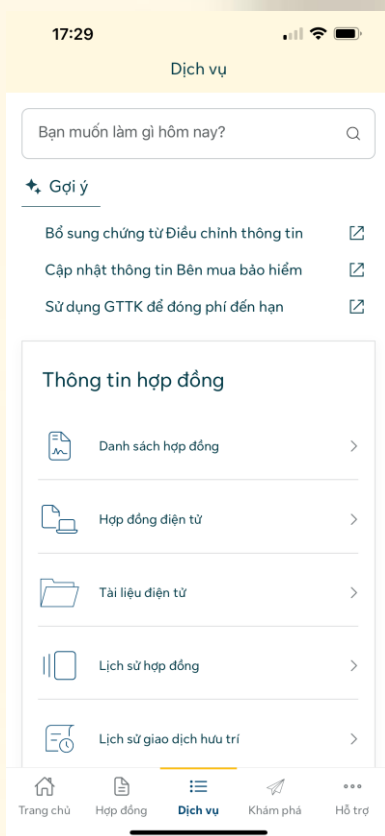 17:29
Dịch vụ
Bạn muốn làm gì hôm nay?
Gợi ý
Bổ sung chứng từ Điều chỉnh thông tin
Cập nhật thông tin Bên mua bảo hiểm
Sử dụng GTTK để đóng phí đến hạn
Thông tin hợp đồng
Danh sách hợp đồng
Hợp đồng điện tử
Tài liệu điện tử
Lịch sử hợp đồng
Lịch sử giao dịch hưu trí
Trang chủ Hợp đồng Dịch vụ Khám phá Hỗ trợ